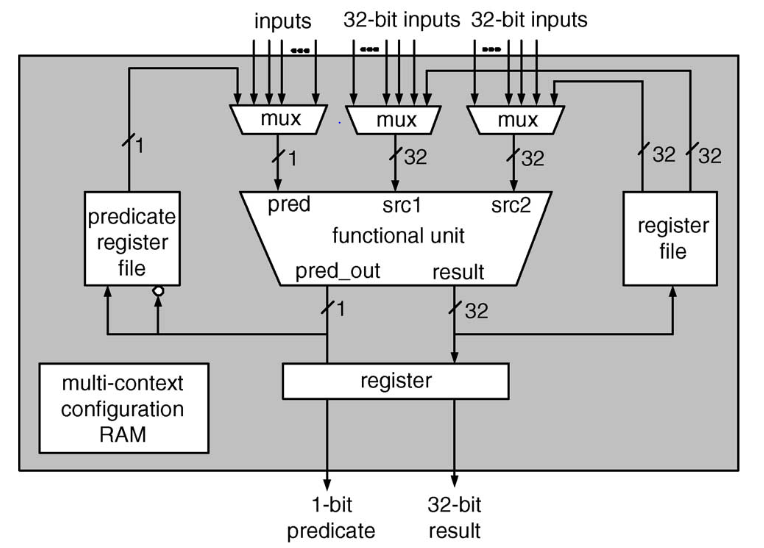 inputs 32-bit inputs 32-bit inputs
mux mux mux
1 1 32 32 32 32
pred src1 src2
predicate
register
file
functional unit
register
file
pred_out result
1 32
multi-context
configuration
RAM
register
1-bit
predicate
32-bit
result